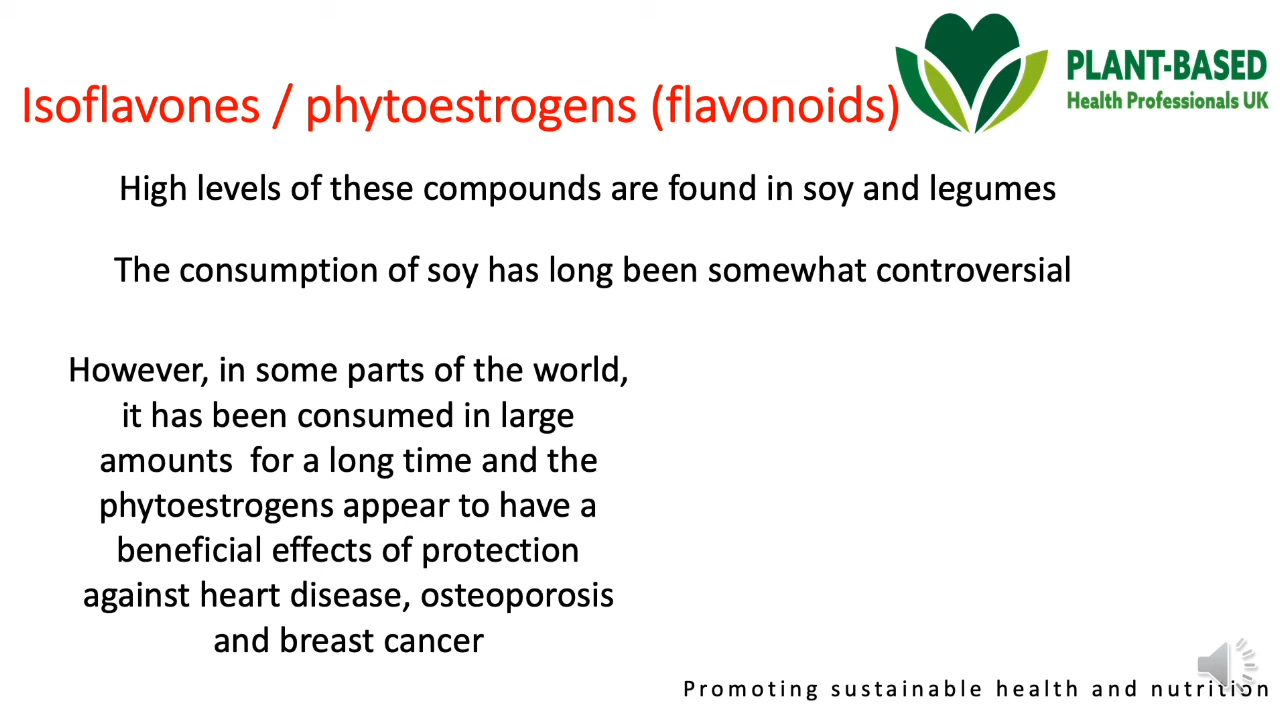 PLANT-BASED
Health Professionals UK
Isoflavones / phytoestrogens (flavonoids)
High levels of these compounds are found in soy and legumes
The consumption of soy has long been somewhat controversial
However, in some parts of the world,
it has been consumed in large
amounts  for a long time and the
phytoestrogens appear to have a
beneficial effects of protection
against heart disease, osteoporosis
and breast cancer
Promoting sustainable health and nutrition